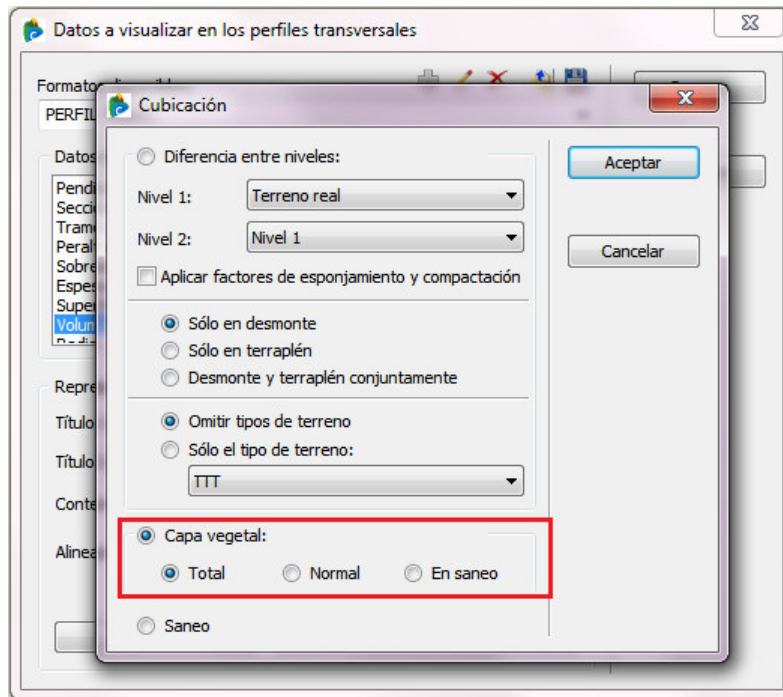 Datos a visualizar en los perfiles transversales
Cubicación
PERFIL
Datos
Pendi
Secci
Tram
Peral
Sobre
Espes
Super
Volum
Repre
Título
Título
Conte
Alinea
Diferencia entre niveles:
Nivel 1:
Terreno real
Nivel 2:
Nivel 1
Aplicar factores de esponjamiento y compactación
Sólo en desmonte
Sólo en terraplén
Desmonte y terraplén conjuntamente
Omitir tipos de terreno
Sólo el tipo de terreno:
TTT
Capa vegetal:
Total Normal En saneo
Saneo
Aceptar
Cancelar